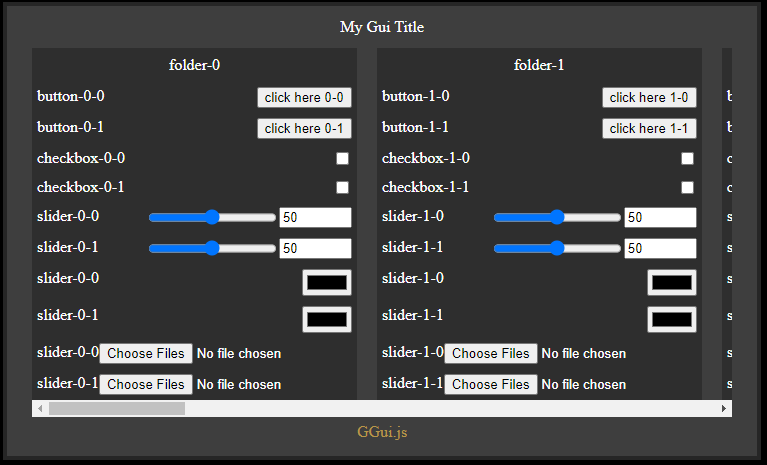 My Gui Title
folder-0
button-0-0 click here 0-0
button-0-1 click here 0-1
checkbox-0-0
checkbox-0-1
slider-0-0 50
slider-0-1 50
slider-0-0
slider-0-1
slider-0-0 Choose Files No file chosen
slider-0-1 Choose Files No file chosen
folder-1
button-1-0 click here 1-0
button-1-1 click here 1-1
checkbox-1-0
checkbox-1-1
slider-1-0 50
slider-1-1 50
slider-1-0
slider-1-1
slider-1-0 Choose Files No file chosen
slider-1-1 Choose Files No file chosen
GGui.js